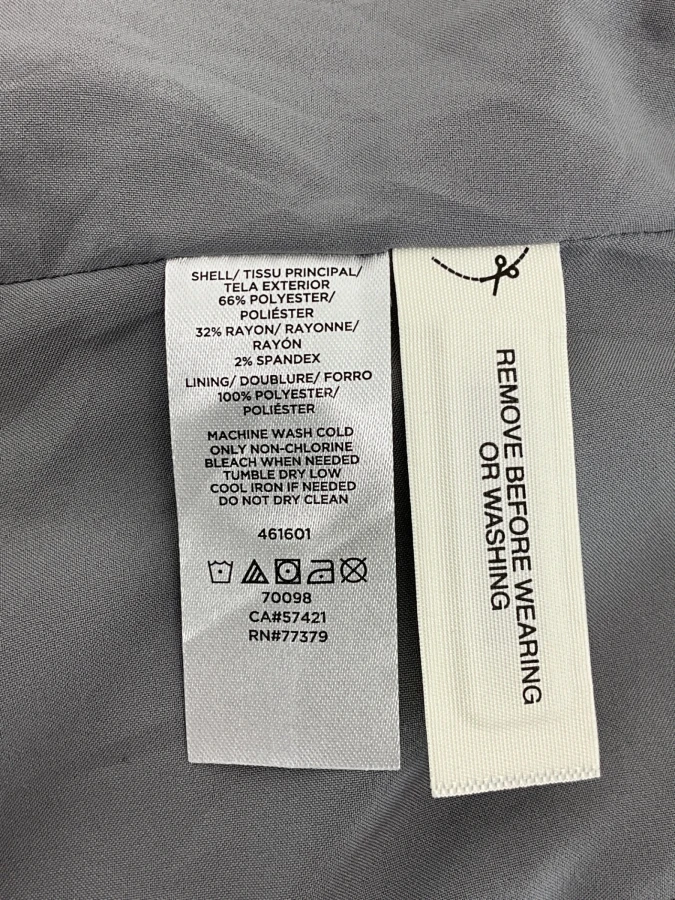 SHELL/ TISSU PRINCIPAL/
TELA EXTERIOR
66% POLYESTER/
POLIÉSTER
32% RAYON/ RAYONNE/
RAYÓN
2% SPANDEX
LINING/ DOUBLURE/ FORRO
100% POLYESTER/
POLIÉSTER
MACHINE WASH COLD
ONLY NON-CHLORINE
BLEACH WHEN NEEDED
TUMBLE DRY LOW
COOL IRON IF NEEDED
DO NOT DRY CLEAN
461601
70098
CA#57421
RN#77379
REMOVE BEFORE WEARING
OR WASHING